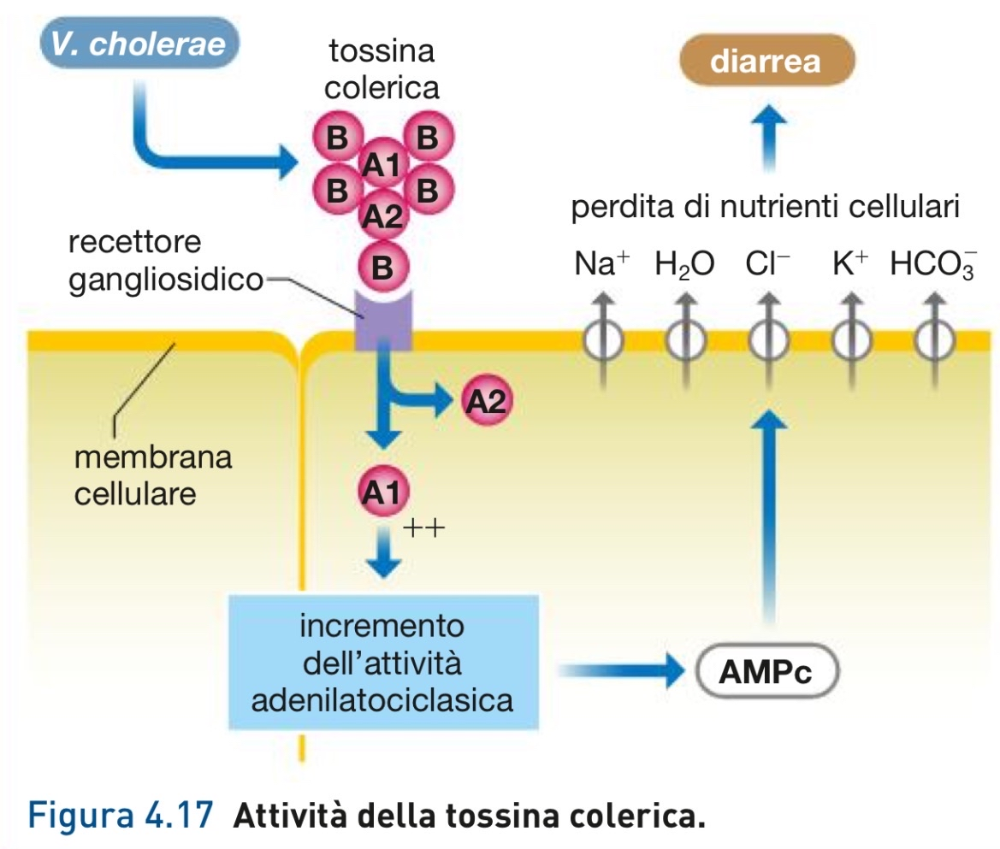 V. cholerae
tossina
colerica
B
B
A1
B
B
A2
B
recettore
gangliosidico
membrana
cellulare
A2
A1
++
incremento
dell'attività
adenilatociclasica
AMPc
diarrea
perdita di nutrienti cellulari
Na⁺ H₂O Cl⁻ K⁺ HCO₃⁻
Figura 4.17 Attività della tossina colerica.